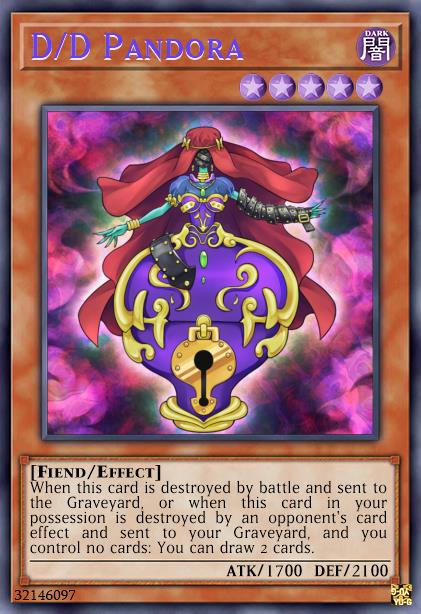 D/D Pandora
DARK
闇
[Fiend/Effect]
When this card is destroyed by battle and sent to
the Graveyard, or when this card in your
possession is destroyed by an opponent's card
effect and sent to your Graveyard, and you
control no cards: You can draw 2 cards.
ATK/1700 DEF/2100
32146097